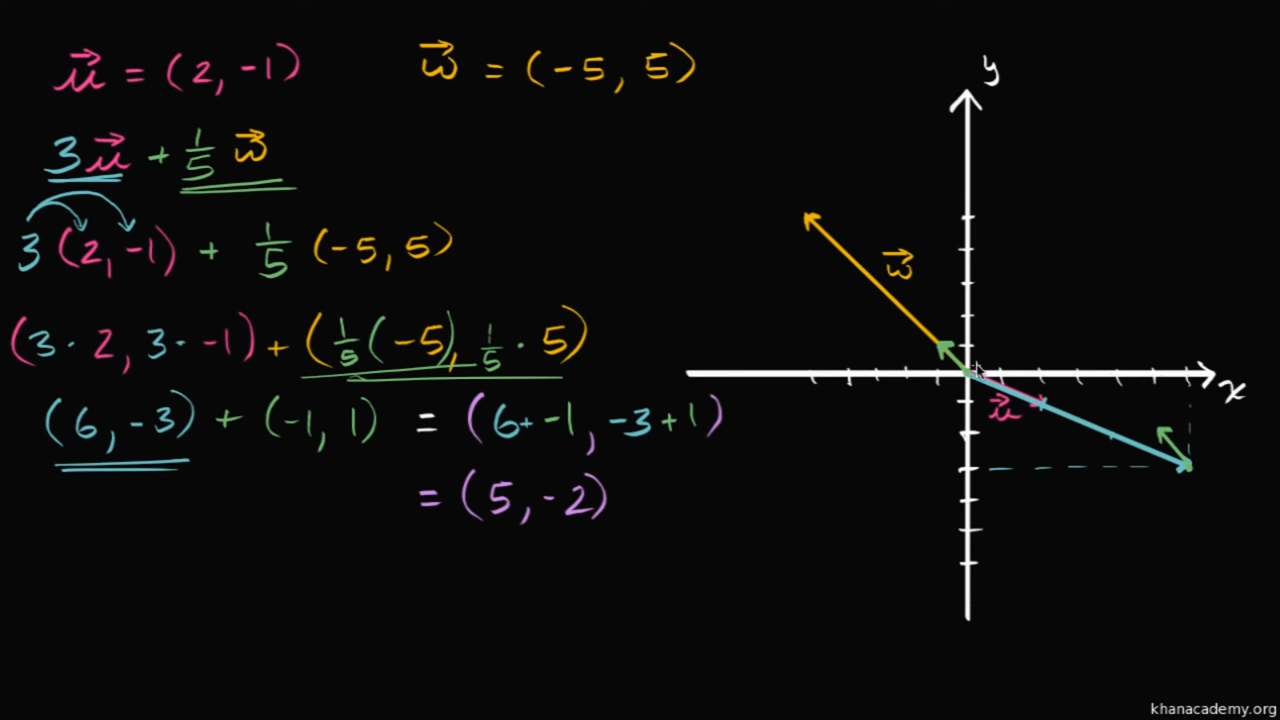 u⃗ = (2, -1)    w⃗ = (-5, 5)
3u⃗ + 1/5 w⃗
3(2, -1) + 1/5 (-5, 5)
(3 · 2, 3 · -1) + (1/5(-5), 1/5 · 5)
(6, -3) + (-1, 1) = (6+ -1, -3+1)
= (5, -2)
y
w⃗
x
u⃗
khanacademy.org